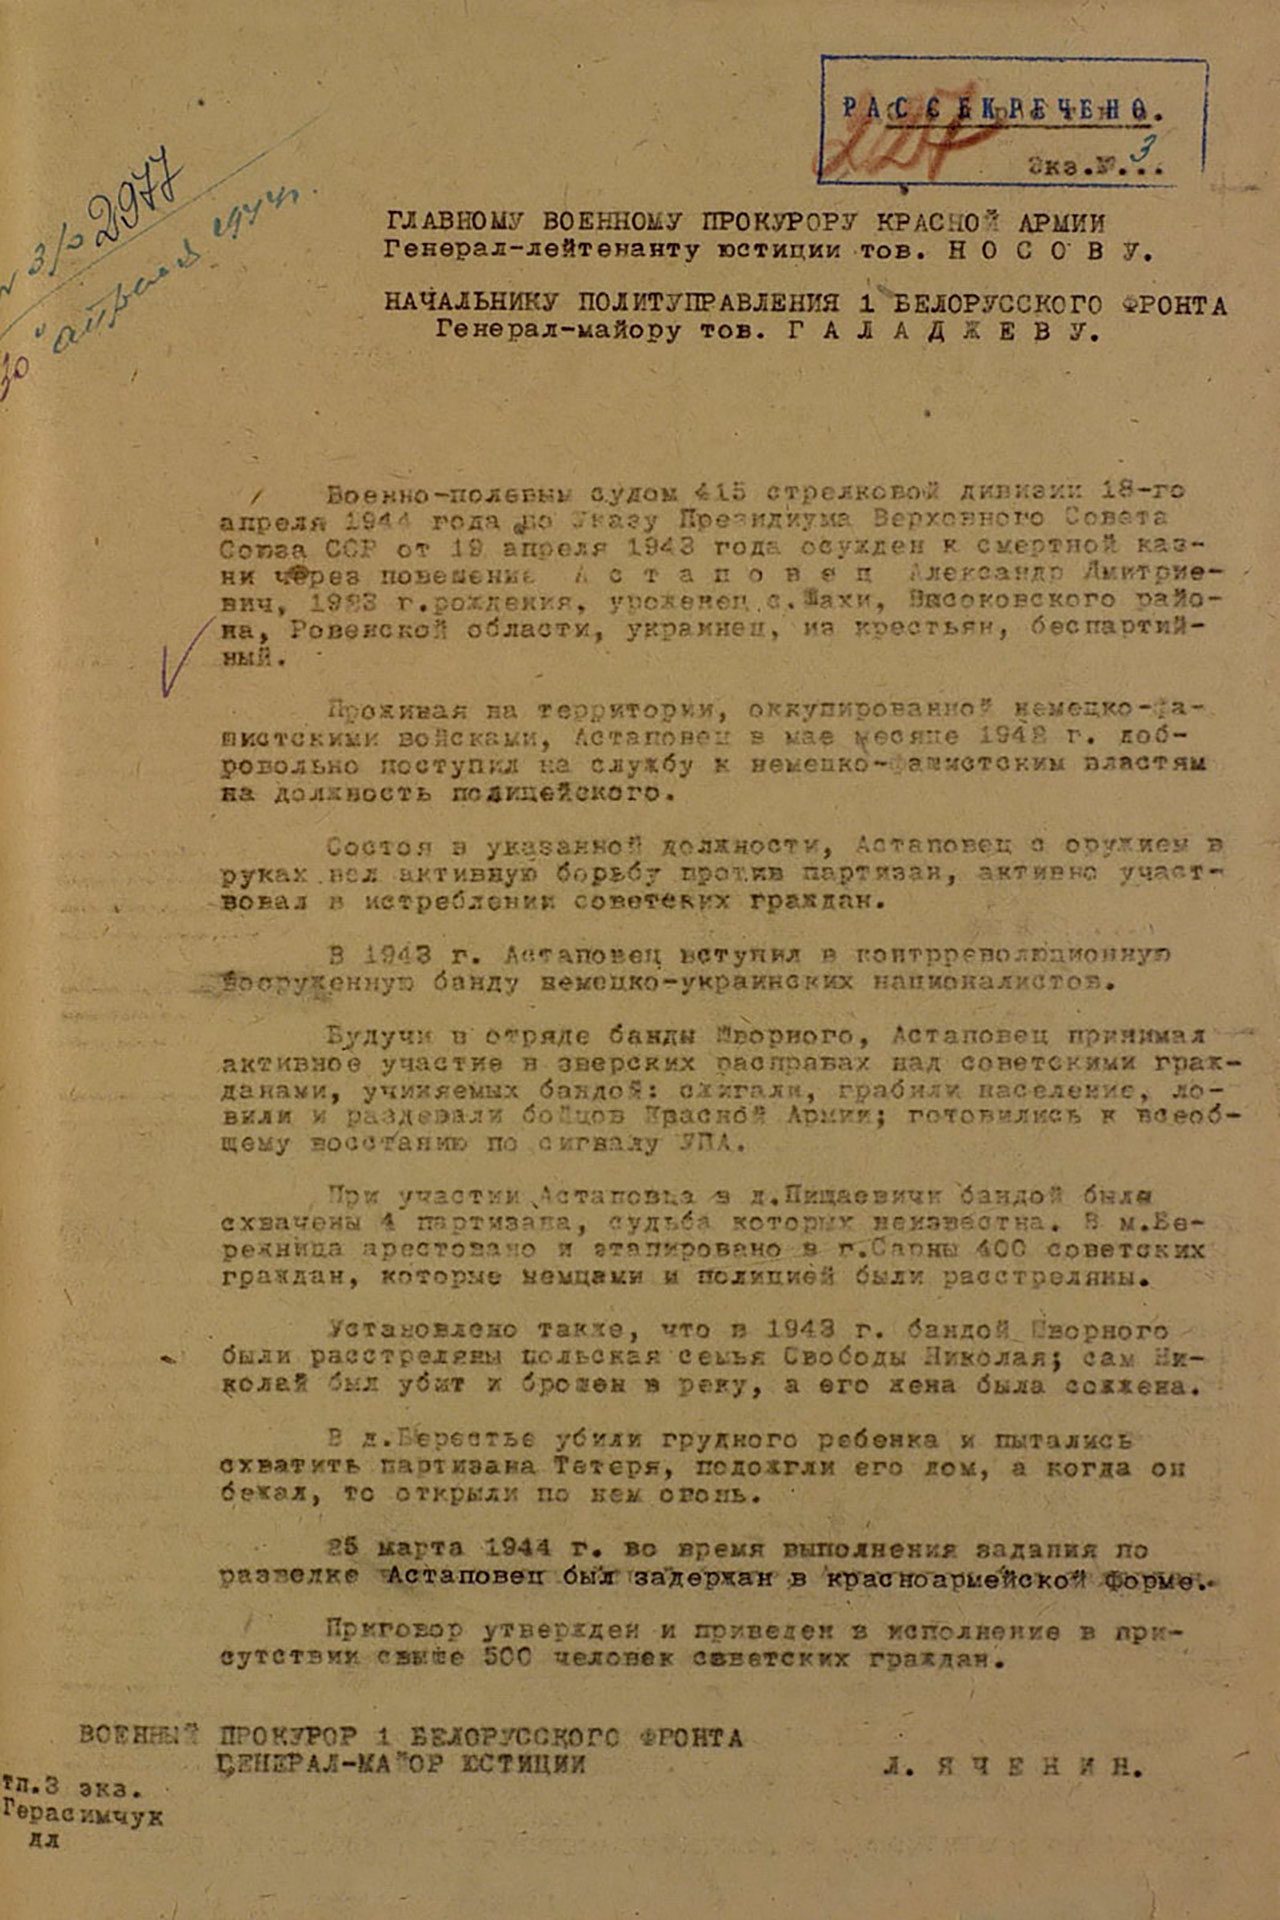 РАССЕКРЕЧЕНО.
227
Экз.№ 3
№ 3/р 2977
30 " апреля 1944г.
ГЛАВНОМУ ВОЕННОМУ ПРОКУРОРУ КРАСНОЙ АРМИИ
Генерал-лейтенанту юстиции тов. Н О С О В У.
НАЧАЛЬНИКУ ПОЛИТУПРАВЛЕНИЯ 1 БЕЛОРУССКОГО ФРОНТА
Генерал-майору тов. Г А Л А Д Ж Е В У.
Военно-полевым судом 415 стрелковой дивизии 18-го
апреля 1944 года по Указу Президиума Верховного Совета
Союза ССР от 19 апреля 1943 года осужден к смертной каз-
ни через повешение А с т а п о в е ц Александр Дмитрие-
вич, 1923 г.рождения, уроженец с. Высоковского райо-
на, Ровенской области, украинец, из крестьян, беспартий-
ный.
Проживая на территории, оккупированной немецко-фа-
шистскими войсками, Астаповец в мае месяце 1942 г. доб-
ровольно поступил на службу к немецко-фашистским властям
на должность полицейского.
Состоя в указанной должности, Астаповец с оружием в
руках вел активную борьбу против партизан, активно участ-
вовал в истреблении советских граждан.
В 1943 г. Астаповец вступил в контрреволюционную
вооруженную банду немецко-украинских националистов.
Будучи в отряде банды Яворного, Астаповец принимал
активное участие в зверских расправах над советскими граж-
данами, учиняемых бандой: сжигали, грабили население, ло-
вили и раздевали бойцов Красной Армии; готовились к всеоб-
щему восстанию по сигналу УПА.
При участии Астаповца в д.Пищаевичи бандой были
схвачены 4 партизана, судьба которых неизвестна. В м.Бе-
режница арестовано и этапировано в г.Сарны 400 советских
граждан, которые немцами и полицией были расстреляны.
Установлено также, что в 1943 г. бандой Яворного
были расстреляны польская семья Свободы Николая; сам Ни-
колай был убит и брошен в реку, а его жена была сожжена.
В д.Берестье убили грудного ребенка и пытались
схватить партизана Тетеря, подожгли его дом, а когда он
бежал, то открыли по нем огонь.
25 марта 1944 г. во время выполнения задания по
разведке Астаповец был задержан в красноармейской форме.
Приговор утвержден и приведен в исполнение в при-
сутствии свыше 500 человек советских граждан.
ВОЕННЫЙ ПРОКУРОР 1 БЕЛОРУССКОГО ФРОНТА
ГЕНЕРАЛ-МАЙОР ЮСТИЦИИ Л. Я Ч Е Н И Н.
тп.3 экз.
Герасимчук
дл